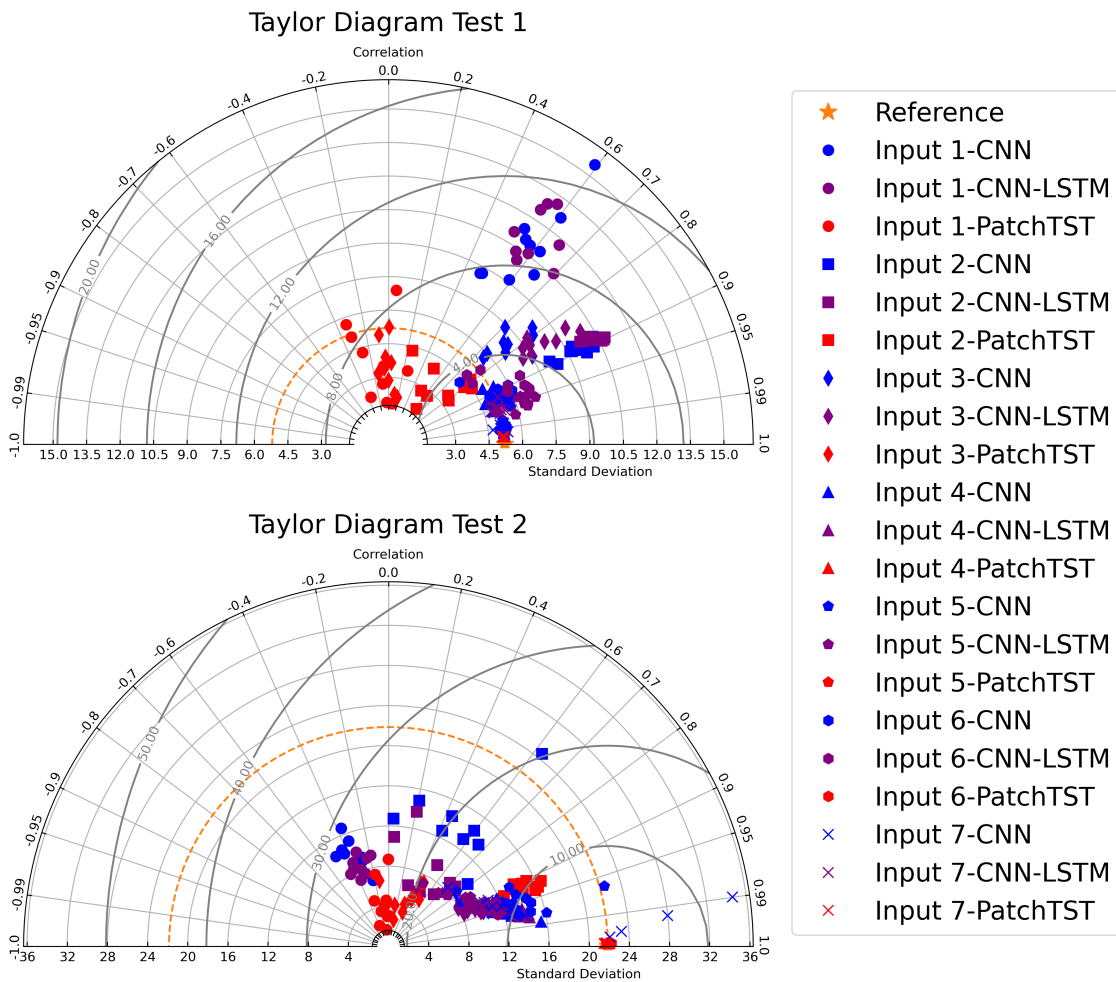 Taylor Diagram Test 1
Correlation
-1.0
-0.99
-0.95
-0.9
-0.8
-0.7
-0.6
-0.4
-0.2
0.0
0.2
0.4
0.6
0.7
0.8
0.9
0.95
0.99
1.0
20.00
16.00
12.00
8.00
4.00
15.0 13.5 12.0 10.5 9.0 7.5 6.0 4.5 3.0 3.0 4.5 6.0 7.5 9.0 10.5 12.0 13.5 15.0
Standard Deviation
Taylor Diagram Test 2
Correlation
-1.0
-0.99
-0.95
-0.9
-0.8
-0.7
-0.6
-0.4
-0.2
0.0
0.2
0.4
0.6
0.8
0.9
0.95
0.99
1.0
50.00
40.00
30.00
20.00
10.00
-36 32 28 24 20 16 12 8 4 4 8 12 16 20 24 28 32 36
Standard Deviation
Reference
Input 1-CNN
Input 1-CNN-LSTM
Input 1-PatchTST
Input 2-CNN
Input 2-CNN-LSTM
Input 2-PatchTST
Input 3-CNN
Input 3-CNN-LSTM
Input 3-PatchTST
Input 4-CNN
Input 4-CNN-LSTM
Input 4-PatchTST
Input 5-CNN
Input 5-CNN-LSTM
Input 5-PatchTST
Input 6-CNN
Input 6-CNN-LSTM
Input 6-PatchTST
Input 7-CNN
Input 7-CNN-LSTM
Input 7-PatchTST